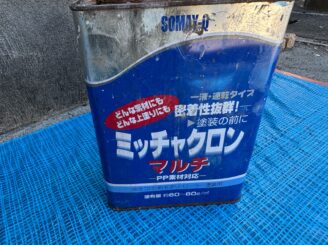 SOMAY-Q
一液・速乾タイプ
どんな素材にも
どんな上塗りにも
密着性抜群!
▶塗装の前に
ミッチャクロン
マルチ
—PP素材対応—